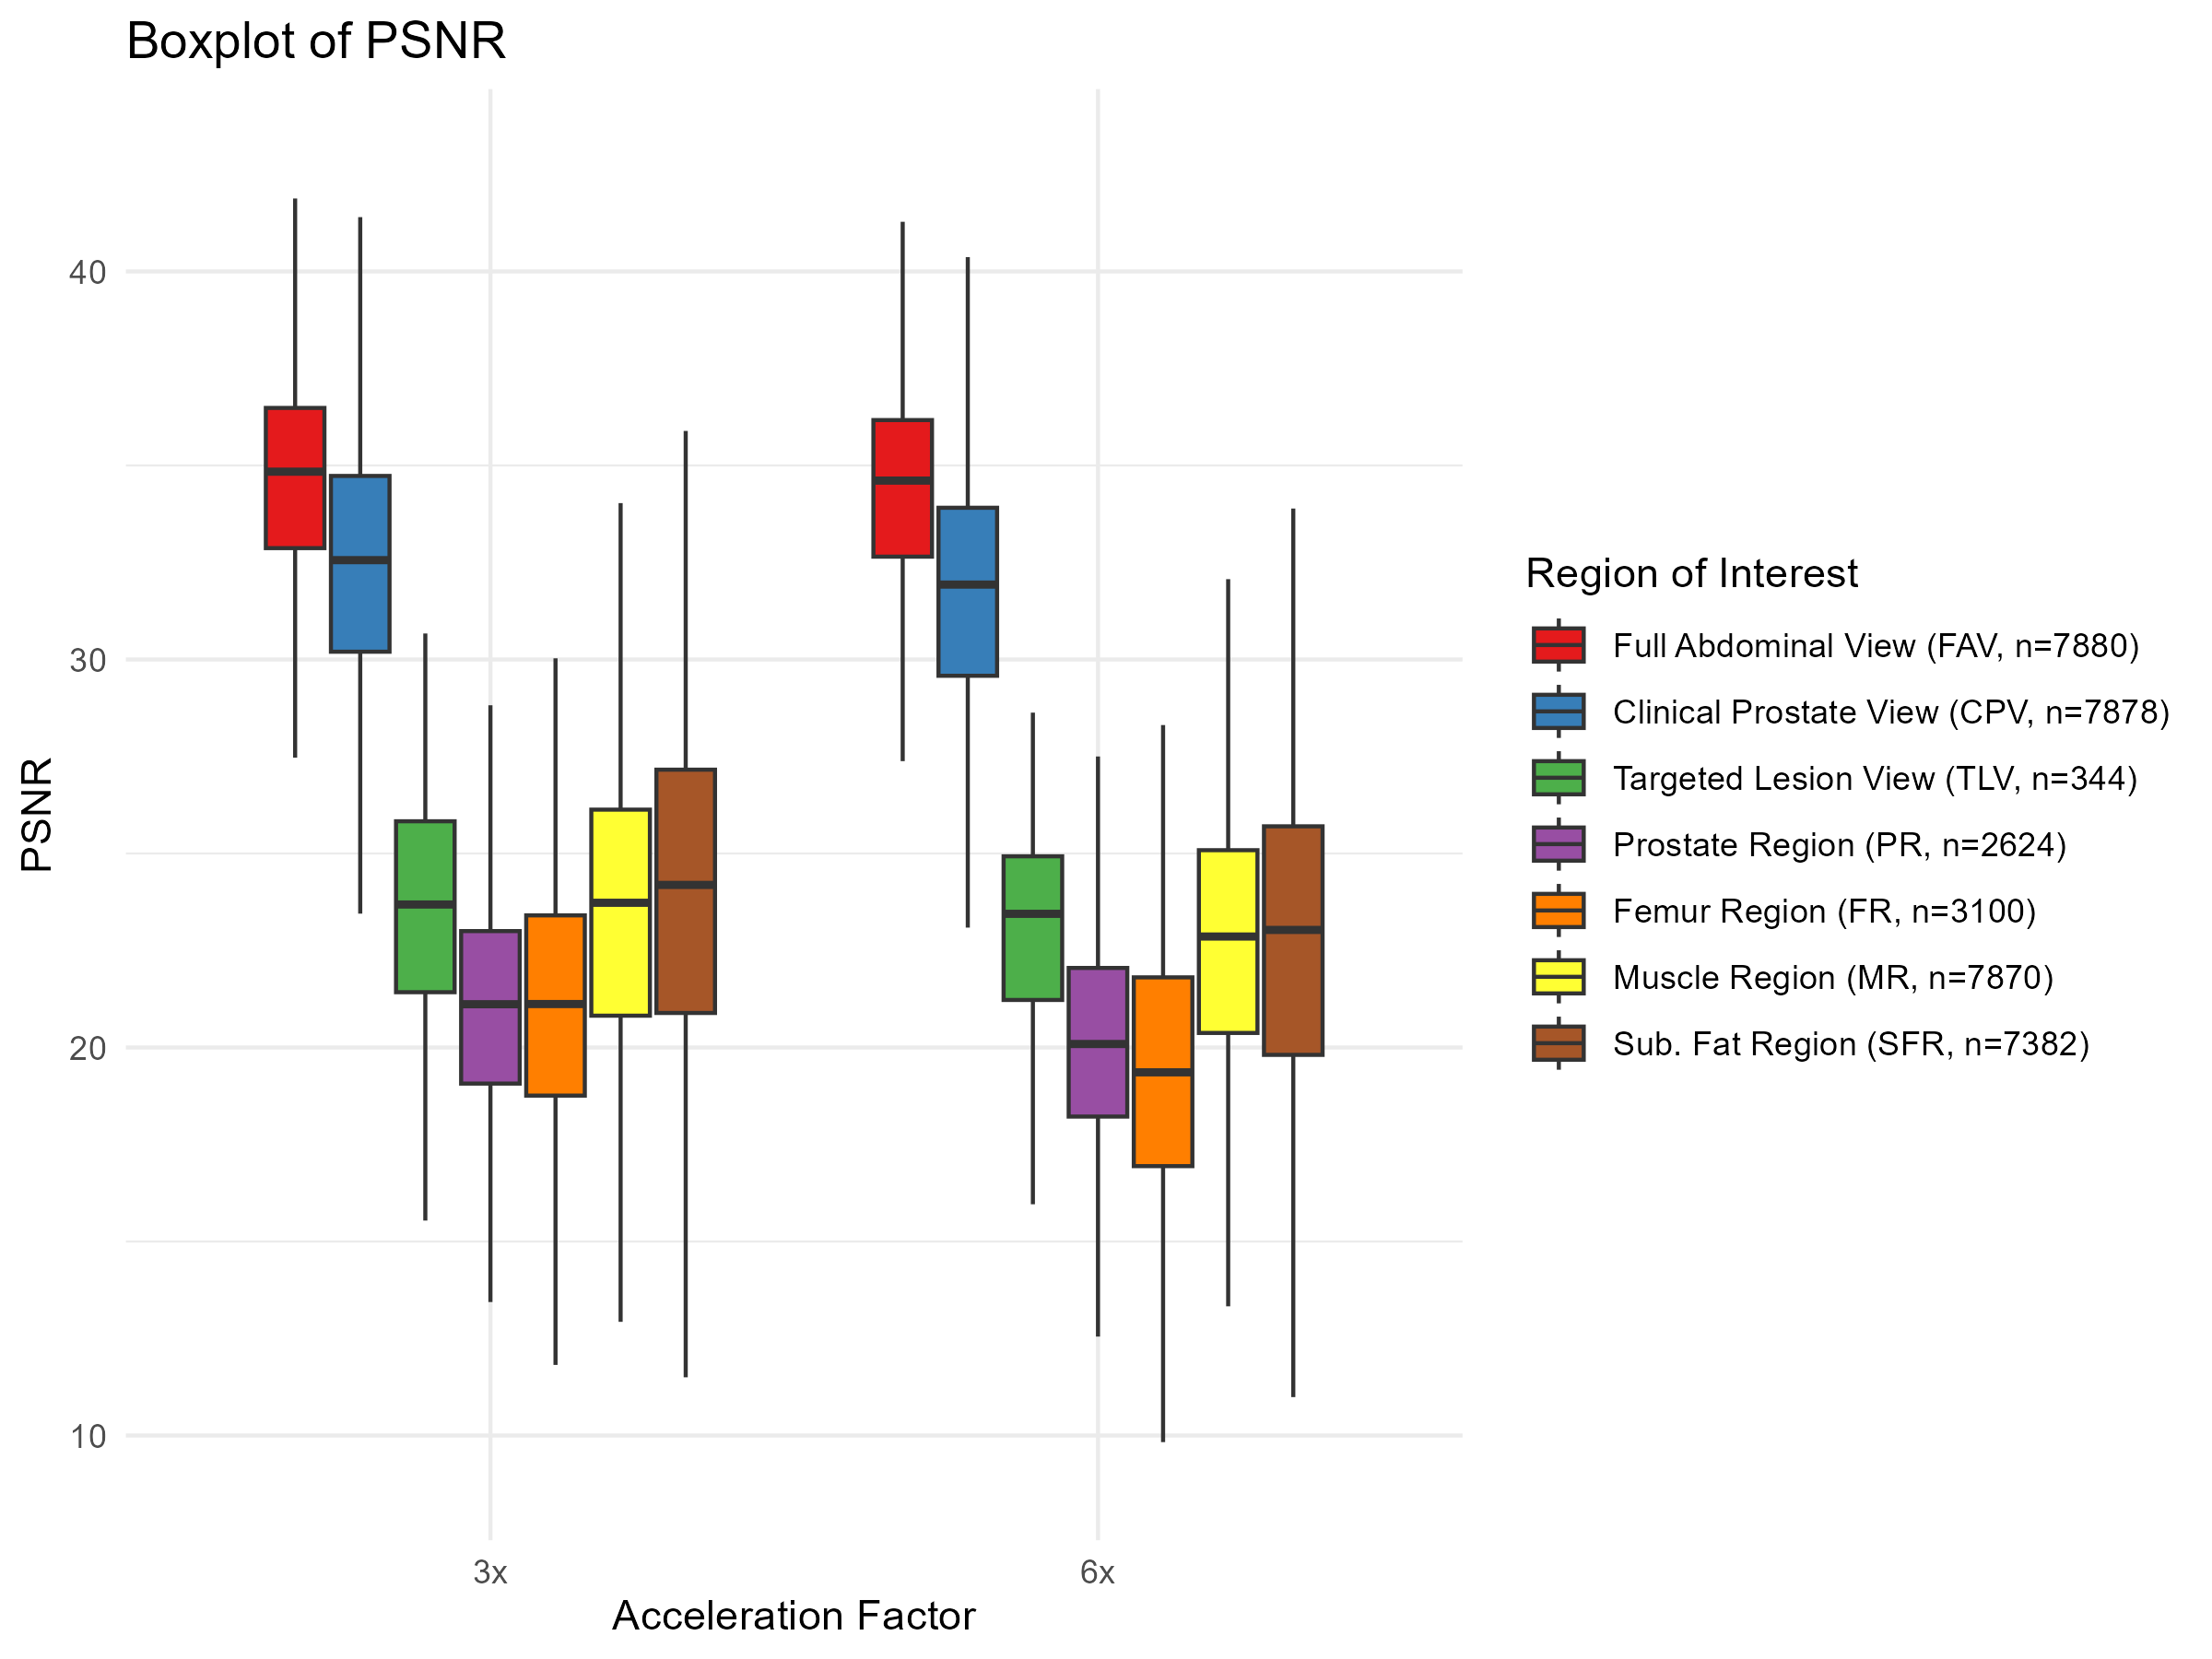 Boxplot of PSNR
PSNR
40
30
20
10
3x
6x
Acceleration Factor
Region of Interest
Full Abdominal View (FAV, n=7880)
Clinical Prostate View (CPV, n=7878)
Targeted Lesion View (TLV, n=344)
Prostate Region (PR, n=2624)
Femur Region (FR, n=3100)
Muscle Region (MR, n=7870)
Sub. Fat Region (SFR, n=7382)